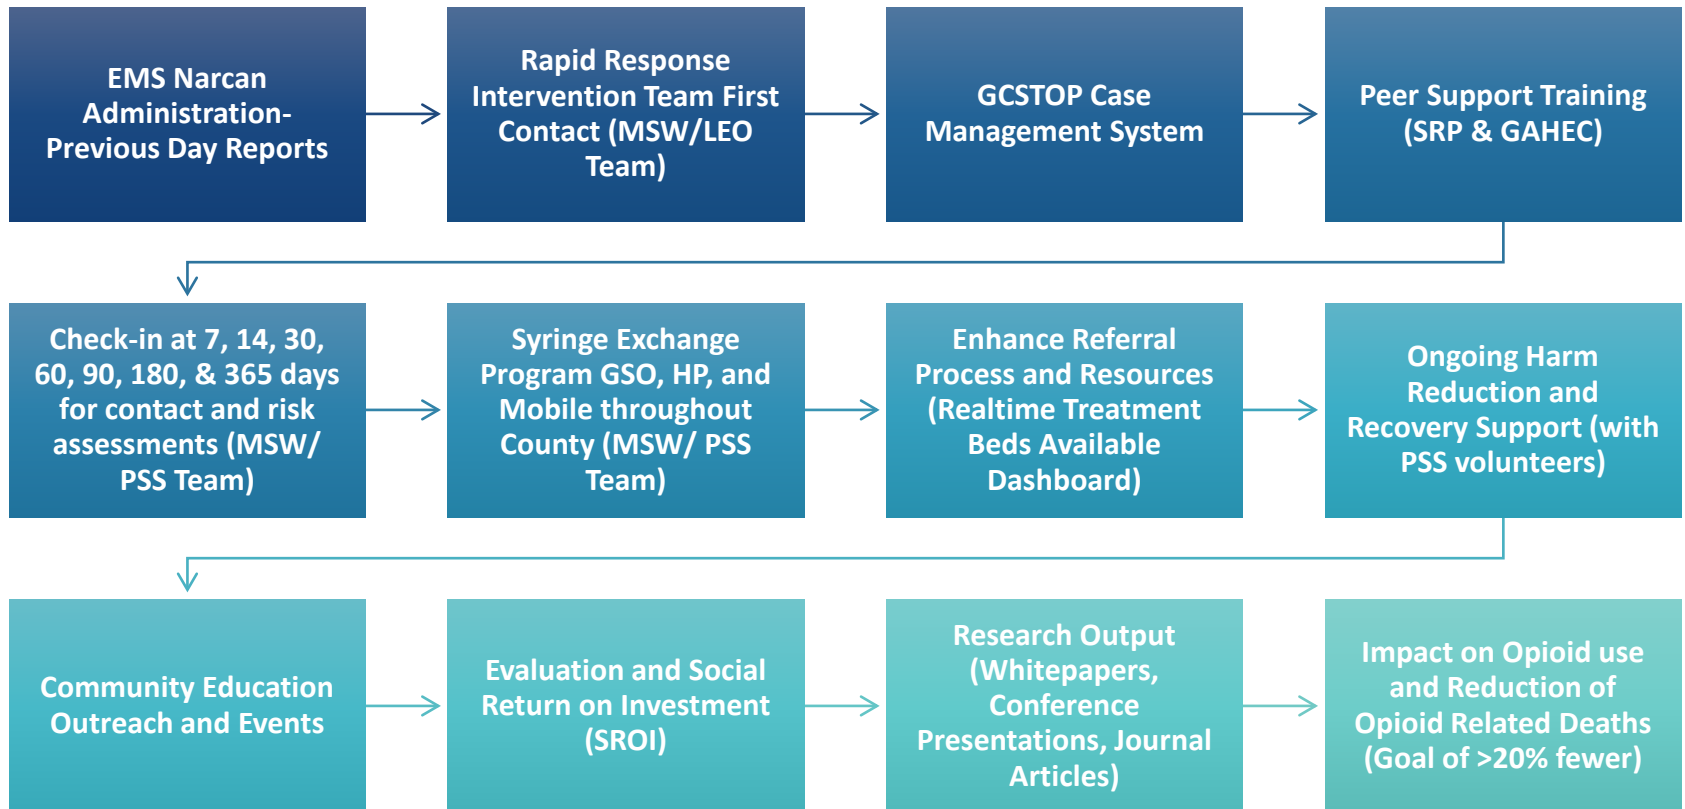 EMS Narcan
Administration-
Previous Day Reports
Rapid Response
Intervention Team First
Contact (MSW/LEO
Team)
GCSTOP Case
Management System
Peer Support Training
(SRP & GAHEC)
Check-in at 7, 14, 30,
60, 90, 180, & 365 days
for contact and risk
assessments (MSW/
PSS Team)
Syringe Exchange
Program GSO, HP, and
Mobile throughout
County (MSW/ PSS
Team)
Enhance Referral
Process and Resources
(Realtime Treatment
Beds Available
Dashboard)
Ongoing Harm
Reduction and
Recovery Support (with
PSS volunteers)
Community Education
Outreach and Events
Evaluation and Social
Return on Investment
(SROI)
Research Output
(Whitepapers,
Conference
Presentations, Journal
Articles)
Impact on Opioid use
and Reduction of
Opioid Related Deaths
(Goal of >20% fewer)